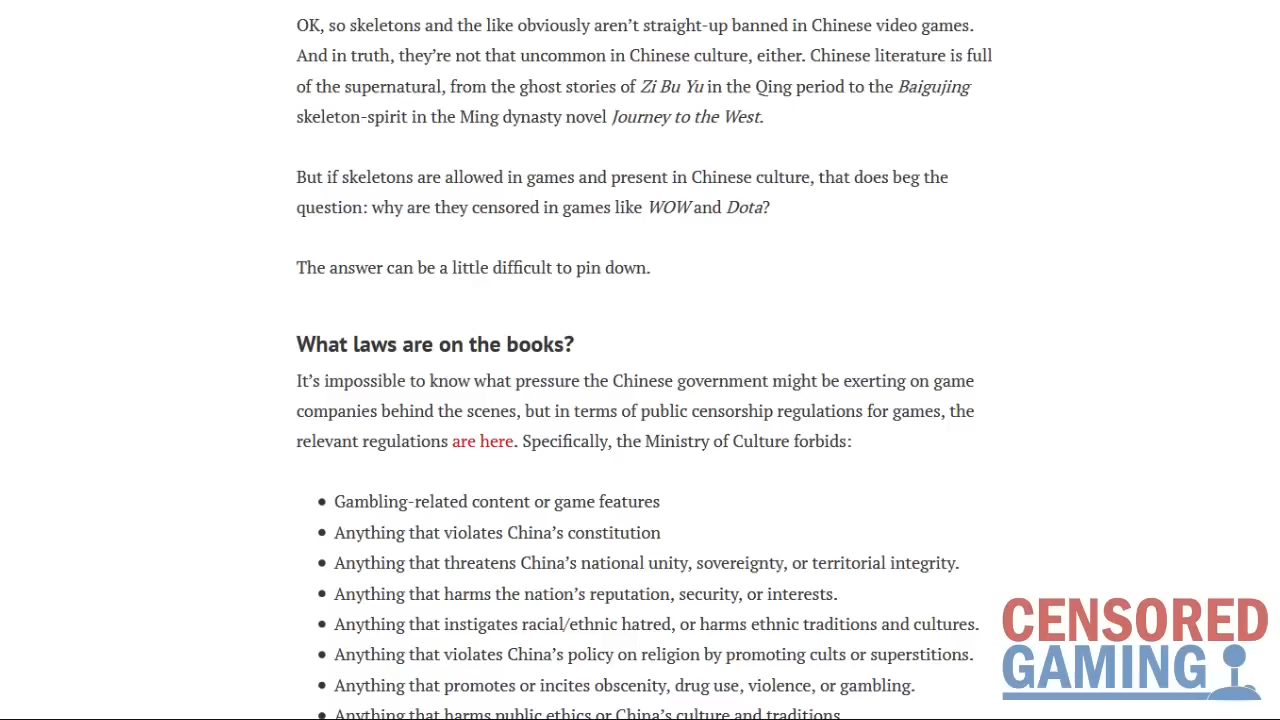 OK, so skeletons and the like obviously aren’t straight-up banned in Chinese video games.
And in truth, they’re not that uncommon in Chinese culture, either. Chinese literature is full
of the supernatural, from the ghost stories of Zi Bu Yu in the Qing period to the Baigujing
skeleton-spirit in the Ming dynasty novel Journey to the West.
But if skeletons are allowed in games and present in Chinese culture, that does beg the
question: why are they censored in games like WOW and Dota?
The answer can be a little difficult to pin down.
What laws are on the books?
It’s impossible to know what pressure the Chinese government might be exerting on game
companies behind the scenes, but in terms of public censorship regulations for games, the
relevant regulations are here. Specifically, the Ministry of Culture forbids:
• Gambling-related content or game features
• Anything that violates China’s constitution
• Anything that threatens China’s national unity, sovereignty, or territorial integrity.
• Anything that harms the nation’s reputation, security, or interests.
• Anything that instigates racial/ethnic hatred, or harms ethnic traditions and cultures.
• Anything that violates China’s policy on religion by promoting cults or superstitions.
• Anything that promotes or incites obscenity, drug use, violence, or gambling.
• Anything that harms public ethics or China’s culture and traditions.
CENSORED
GAMING